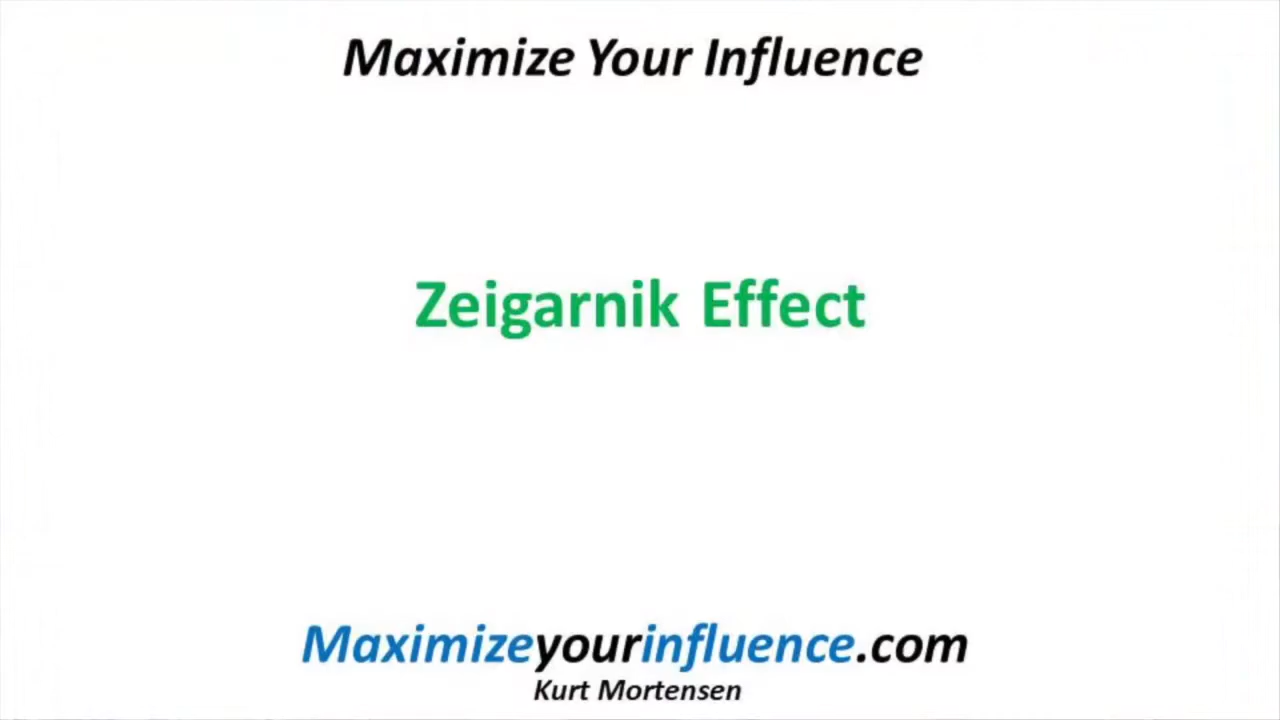 Maximize Your Influence
Zeigarnik Effect
Maximizeyourinfluence.com
Kurt Mortensen